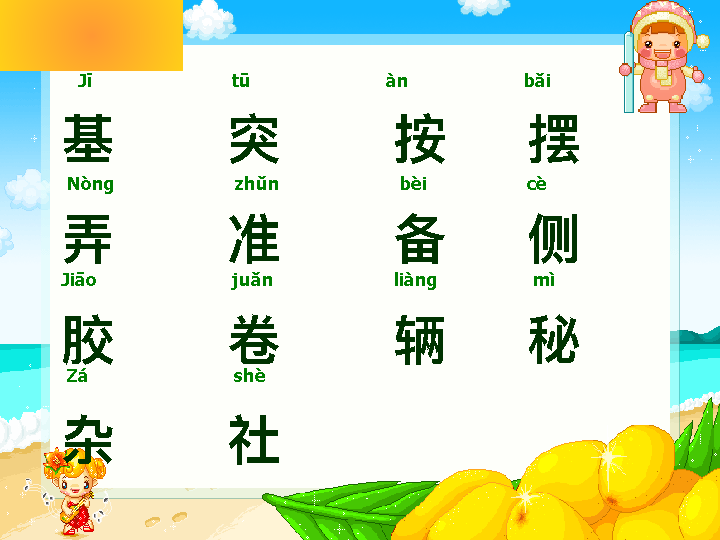 Jī tū àn bǎi
基 突 按 摆
Nòng zhǔn bèi cè
弄 准 备 侧
Jiāo juǎn liàng mì
胶 卷 辆 秘
Zá shè
杂 社